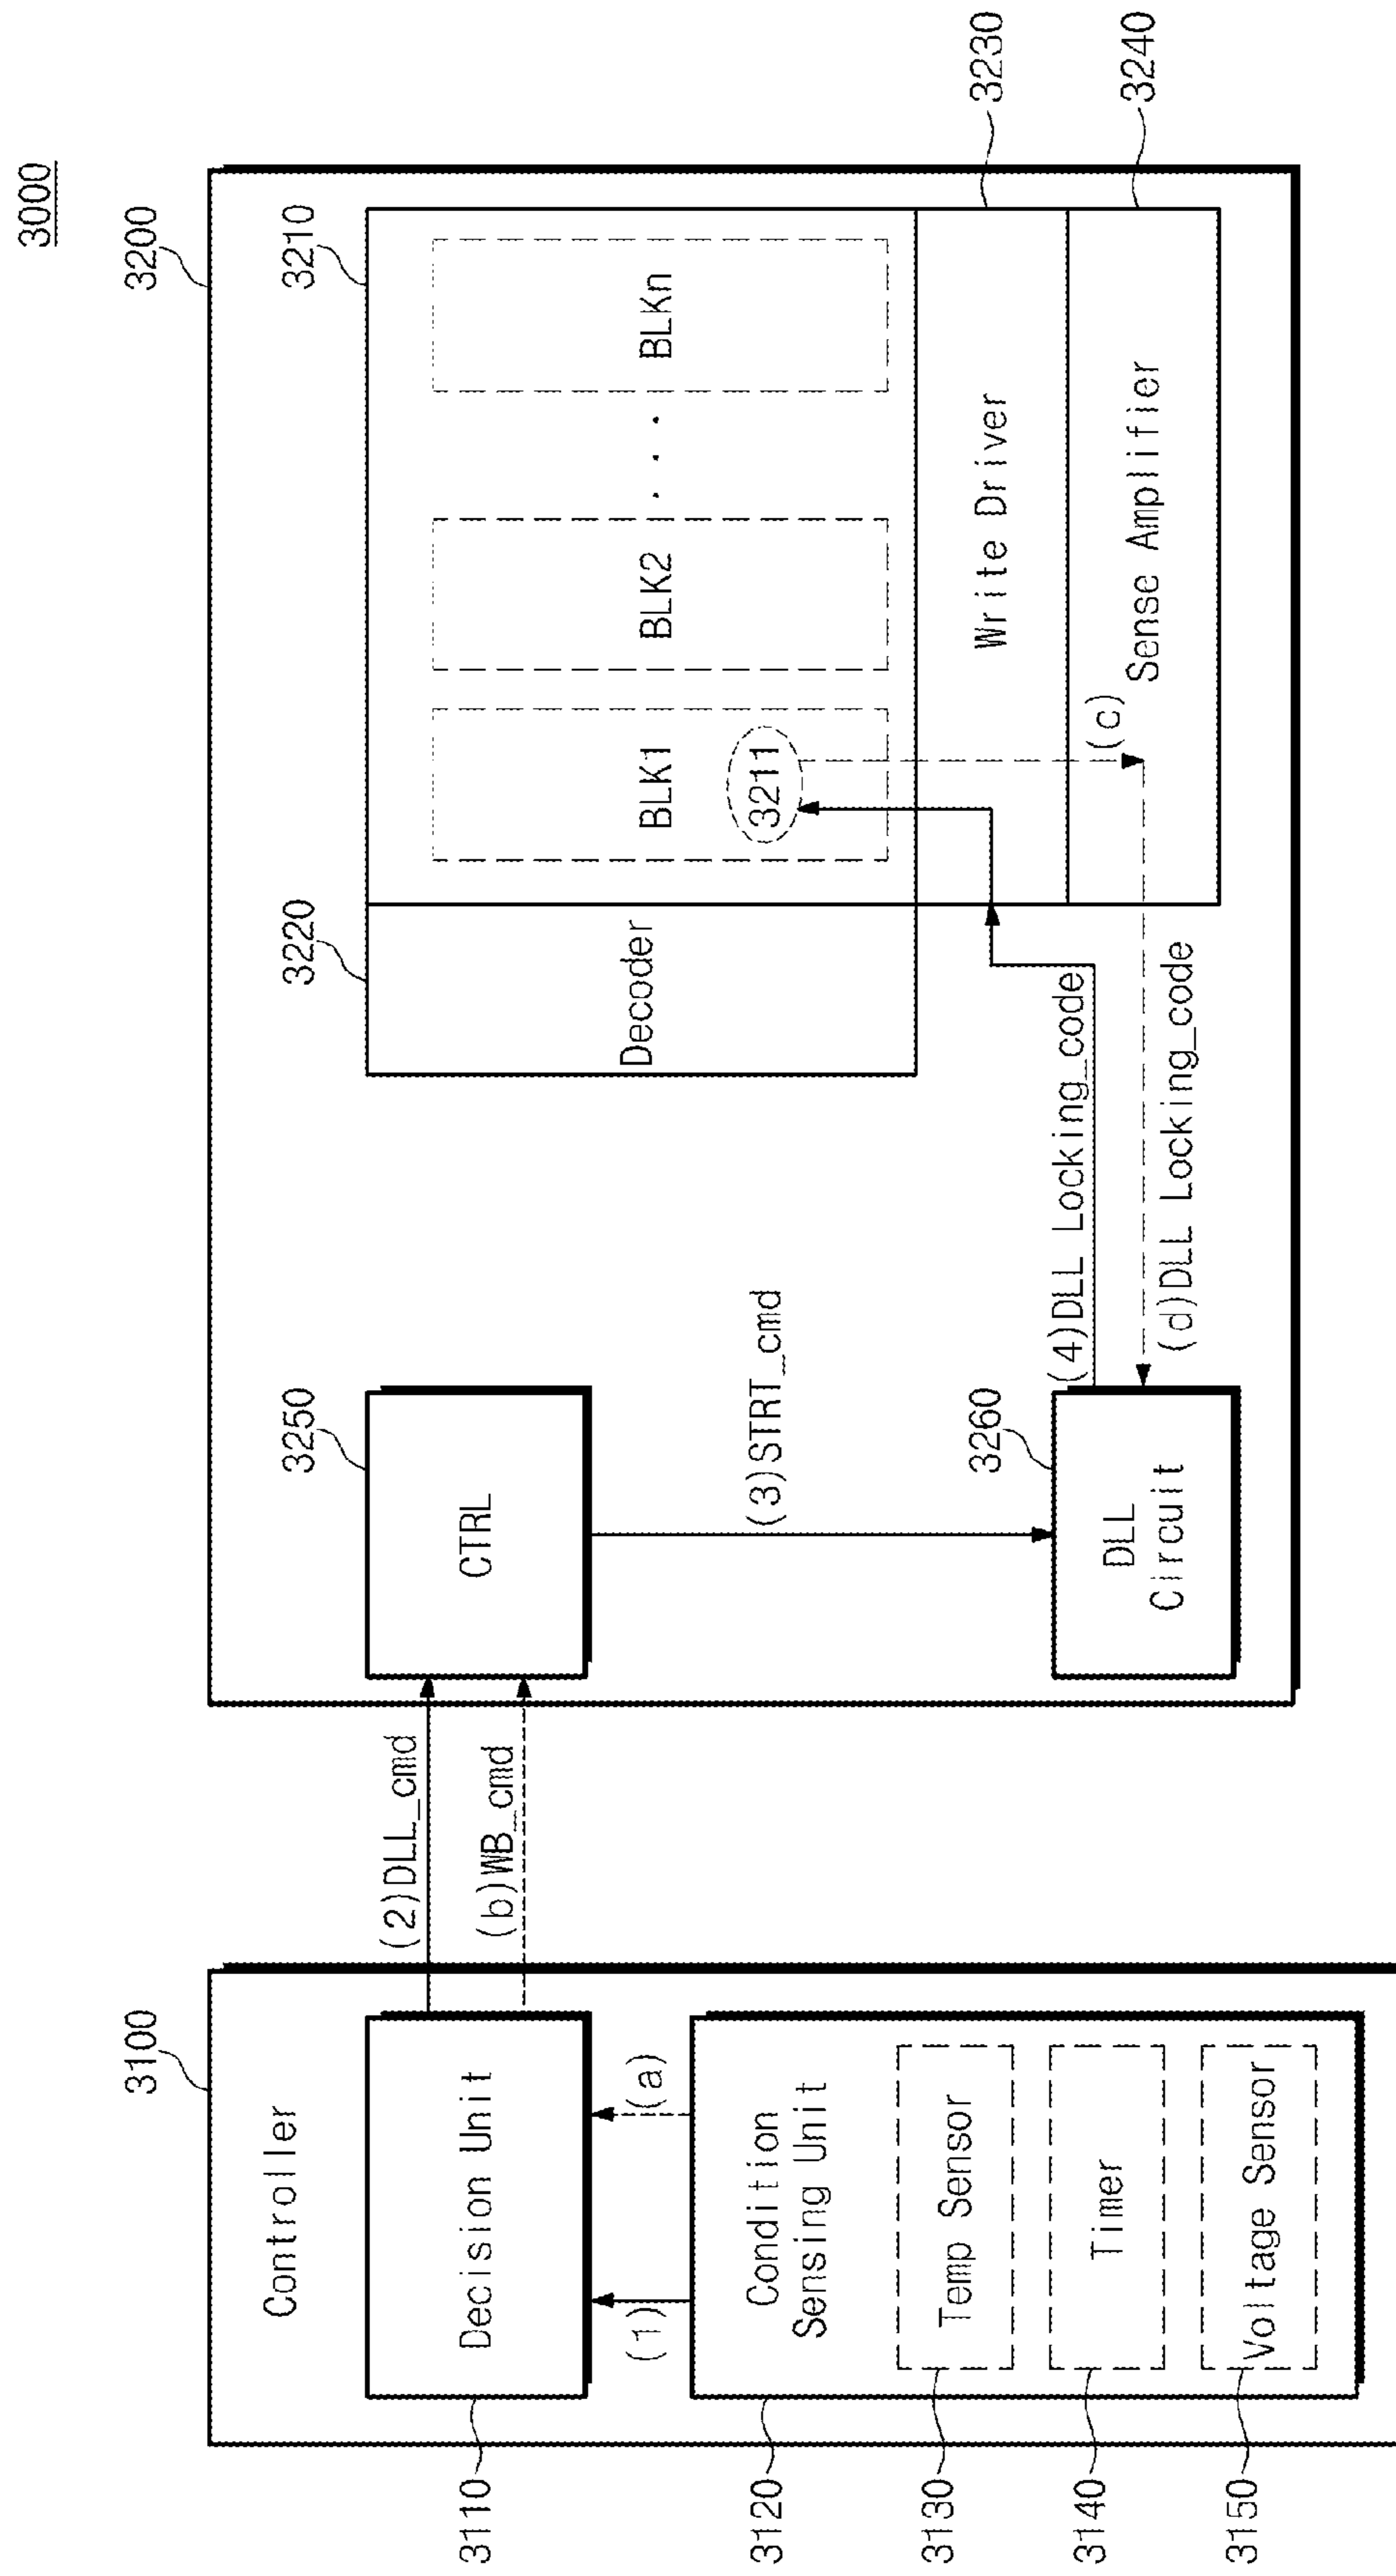 3000
3100
3200
Controller
3110
Decision Unit
(1)
(a)
3120
Condition
Sensing Unit
3130
Temp Sensor
3140
Timer
3150
Voltage Sensor
(2)DLL_cmd
(b)WB_cmd
3250
CTRL
(3)STRT_cmd
3260
DLL
Circuit
(4)DLL Locking_code
(d)DLL Locking_code
3220
Decoder
3210
BLK1
3211
BLK2
. . .
BLKn
Write Driver
3230
(c)
Sense Amplifier
3240